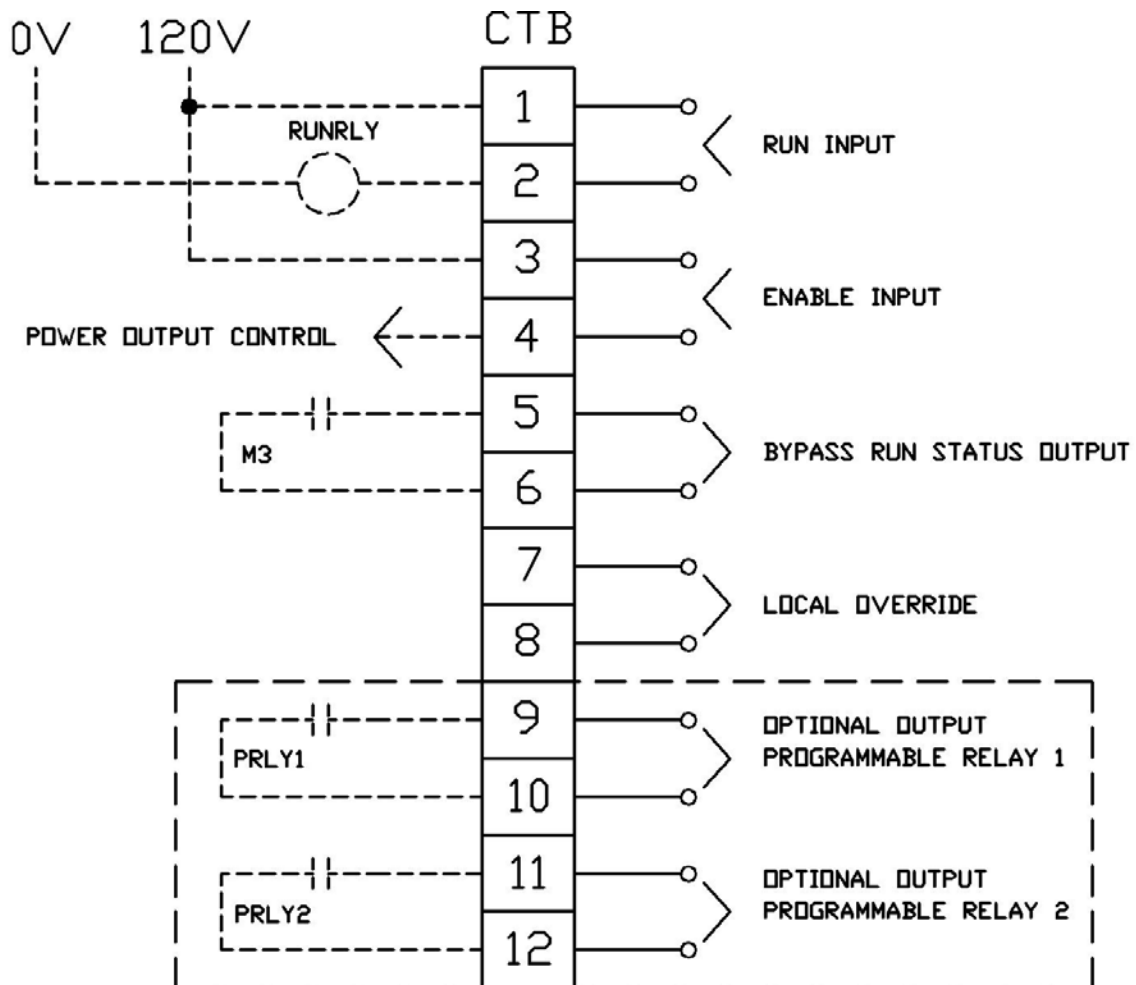 0V 120V CTB
1
RUNRLY
RUN INPUT
2
3
ENABLE INPUT
POWER OUTPUT CONTROL
4
5
M3
BYPASS RUN STATUS OUTPUT
6
7
LOCAL OVERRIDE
8
9
PRLY1
OPTIONAL OUTPUT
PROGRAMMABLE RELAY 1
10
11
PRLY2
OPTIONAL OUTPUT
PROGRAMMABLE RELAY 2
12